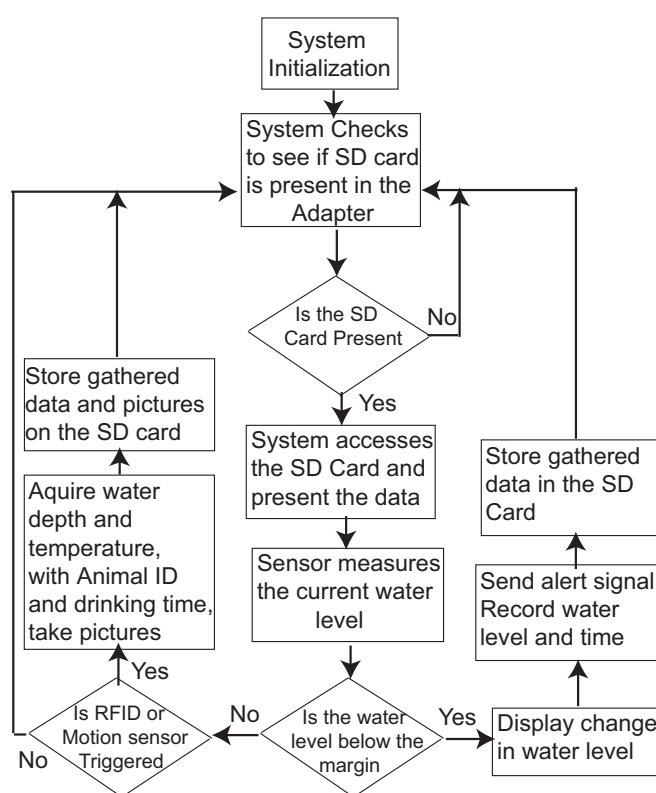 System
Initialization
System Checks
to see if SD card
is present in the
Adapter
Is the SD
Card Present
No
Yes
System accesses
the SD Card and
present the data
Sensor measures
the current water
level
Is the water
level below the
margin
No
Yes
Is RFID or
Motion sensor
Triggered
No
Yes
Aquire water
depth and
temperature,
with Animal ID
and drinking time,
take pictures
Store gathered
data and pictures
on the SD card
Display change
in water level
Send alert signal
Record water
level and time
Store gathered
data in the SD
Card